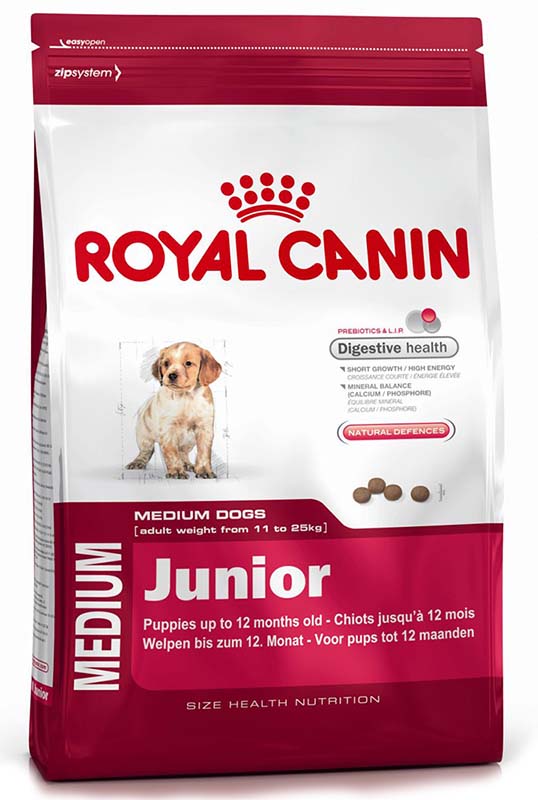 easyopen
zipsystem
ROYAL CANIN
PREBIOTICS & L.I.P.
Digestive health
SHORT GROWTH / HIGH ENERGY
CROISSANCE COURTE / ÉNERGIE ÉLEVÉE
MINERAL BALANCE
(CALCIUM / PHOSPHORE)
ÉQUILIBRE MINÉRAL
(CALCIUM / PHOSPHORE)
NATURAL DEFENCES
MEDIUM DOGS
[adult weight from 11 to 25kg]
MEDIUM
Junior
Puppies up to 12 months old - Chiots jusqu'à 12 mois
Welpen bis zum 12. Monat - Voor pups tot 12 maanden
Junior
SIZE HEALTH NUTRITION